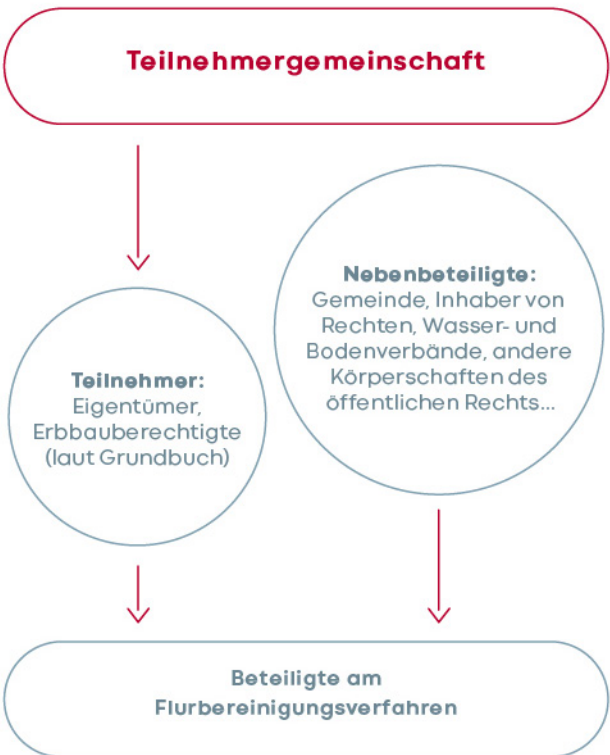 Teilnehmergemeinschaft
Teilnehmer:
Eigentümer,
Erbbauberechtigte
(laut Grundbuch)
Nebenbeteiligte:
Gemeinde, Inhaber von
Rechten, Wasser- und
Bodenverbände, andere
Körperschaften des
öffentlichen Rechts...
Beteiligte am
Flurbereinigungsverfahren